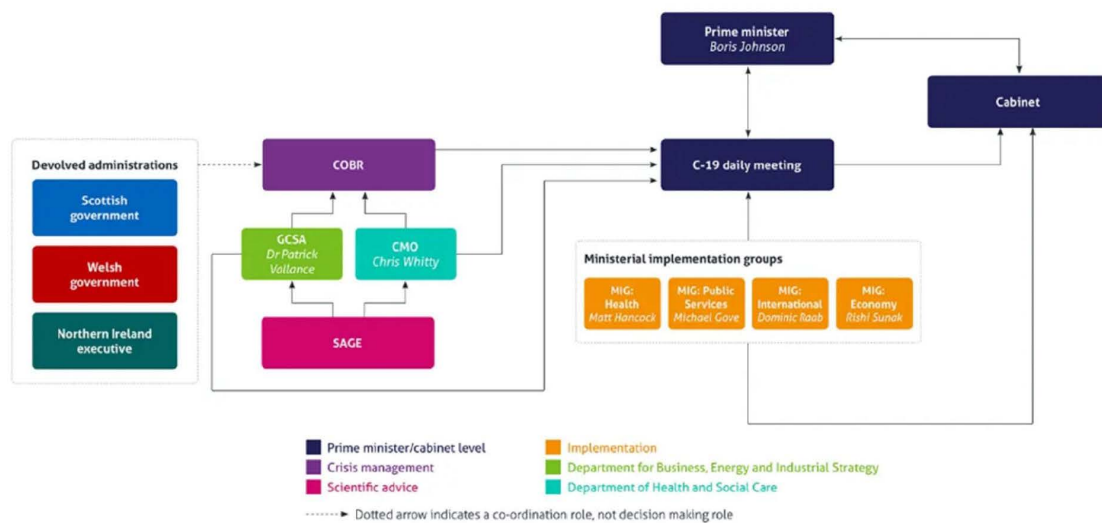 Prime minister
Boris Johnson
Cabinet
Devolved administrations
Scottish
government
Welsh
government
Northern Ireland
executive
COBR
GCSA
Dr Patrick
Vallance
CMO
Chris Whitty
SAGE
C-19 daily meeting
Ministerial implementation groups
MIG:
Health
Matt Hancock
MIG: Public
Services
Michael Gove
MIG:
International
Dominic Raab
MIG:
Economy
Rishi Sunak
Prime minister/cabinet level
Crisis management
Scientific advice
Implementation
Department for Business, Energy and Industrial Strategy
Department of Health and Social Care
Dotted arrow indicates a co-ordination role, not decision making role